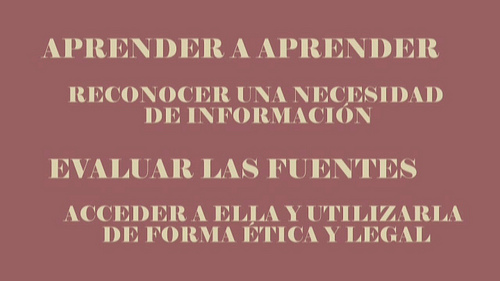 APRENDER A APRENDER
RECONOCER UNA NECESIDAD
DE INFORMACIÓN
EVALUAR LAS FUENTES
ACCEDER A ELLA Y UTILIZARLA
DE FORMA ÉTICA Y LEGAL